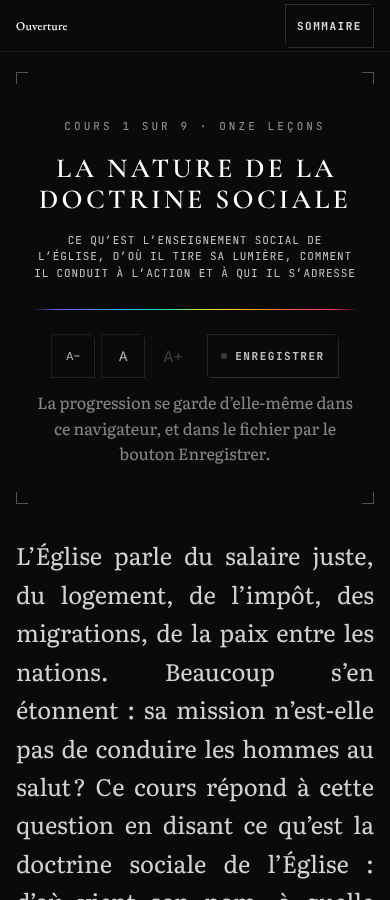 Ouverture
SOMMAIRE
COURS 1 SUR 9 · ONZE LEÇONS
LA NATURE DE LA
DOCTRINE SOCIALE
CE QU’EST L’ENSEIGNEMENT SOCIAL DE
L’ÉGLISE, D’OÙ IL TIRE SA LUMIÈRE, COMMENT
IL CONDUIT À L’ACTION ET À QUI IL S’ADRESSE
A− A A+ ENREGISTRER
La progression se garde d’elle-même dans
ce navigateur, et dans le fichier par le
bouton Enregistrer.
L’Église parle du salaire juste,
du logement, de l’impôt, des
migrations, de la paix entre les
nations. Beaucoup s’en
étonnent : sa mission n’est-elle
pas de conduire les hommes au
salut ? Ce cours répond à cette
question en disant ce qu’est la
doctrine sociale de l’Église :
d’où vient son nom, à quelle